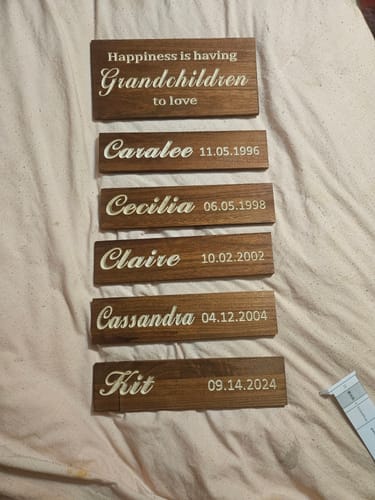 Happiness is having
Grandchildren
to love
Caralee 11.05.1996
Cecilia 06.05.1998
Claire 10.02.2002
Cassandra 04.12.2004
Kit 09.14.2024